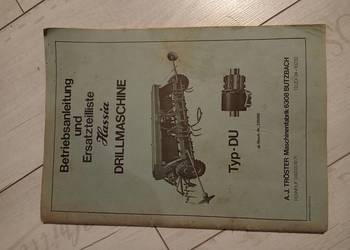 Betriebsanleitung
und
Ersatzteilliste
Hassia
DRILLMASCHINE
Typ-DU
A.J. TRÖSTER Maschinenfabrik 6308 BUTZBACH